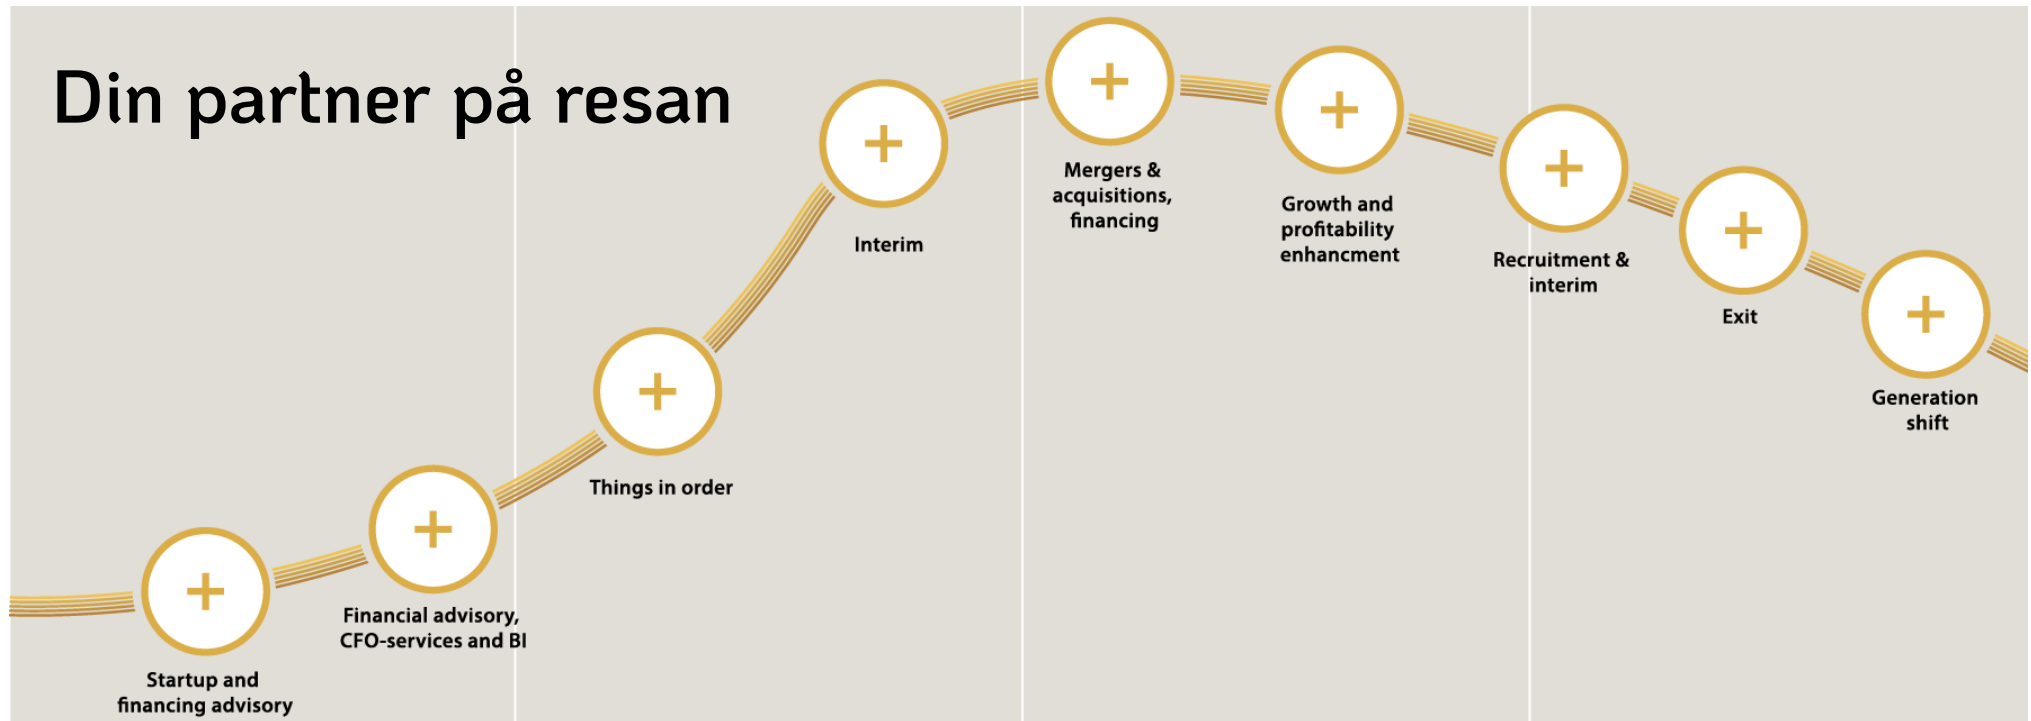 Din partner på resan
Startup and
financing advisory
Financial advisory,
CFO-services and BI
Things in order
Interim
Mergers &
acquisitions,
financing
Growth and
profitability
enhancment
Recruitment &
interim
Exit
Generation
shift